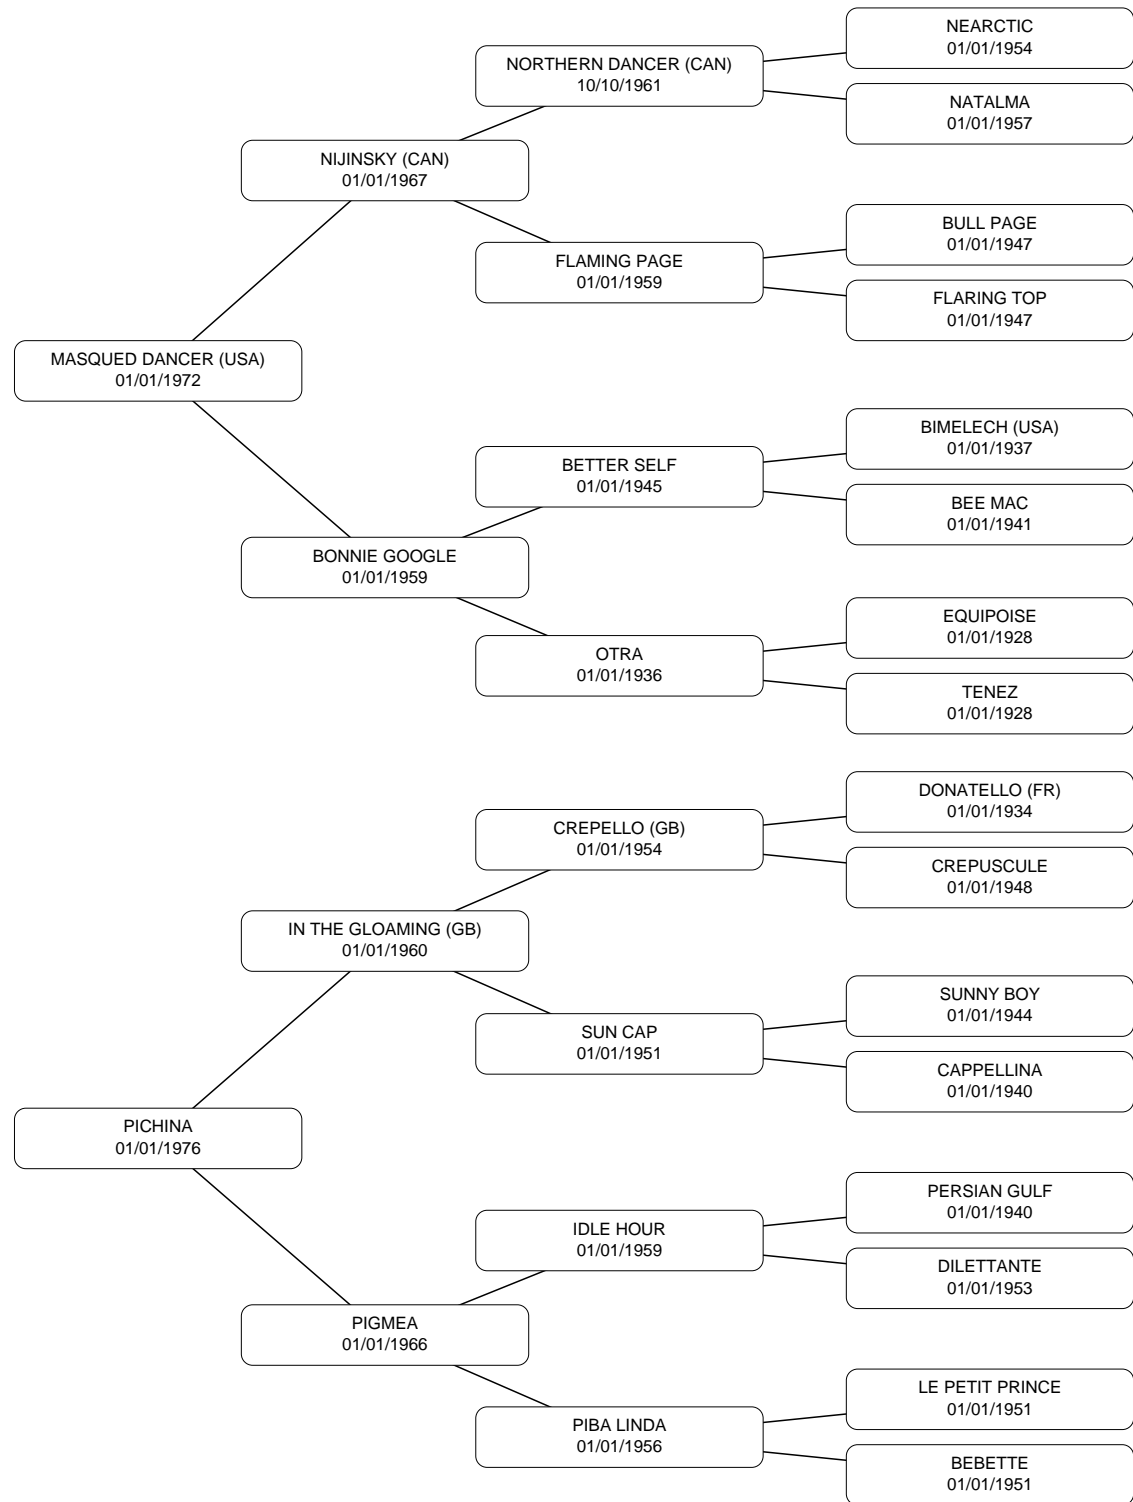 NEARCTIC
01/01/1954
NORTHERN DANCER (CAN)
10/10/1961
NATALMA
01/01/1957
NIJINSKY (CAN)
01/01/1967
BULL PAGE
01/01/1947
FLAMING PAGE
01/01/1959
FLARING TOP
01/01/1947
MASQUED DANCER (USA)
01/01/1972
BIMELECH (USA)
01/01/1937
BETTER SELF
01/01/1945
BEE MAC
01/01/1941
BONNIE GOOGLE
01/01/1959
EQUIPOISE
01/01/1928
OTRA
01/01/1936
TENEZ
01/01/1928
DONATELLO (FR)
01/01/1934
CREPELLO (GB)
01/01/1954
CREPUSCULE
01/01/1948
IN THE GLOAMING (GB)
01/01/1960
SUNNY BOY
01/01/1944
SUN CAP
01/01/1951
CAPPELLINA
01/01/1940
PICHINA
01/01/1976
PERSIAN GULF
01/01/1940
IDLE HOUR
01/01/1959
DILETTANTE
01/01/1953
PIGMEA
01/01/1966
LE PETIT PRINCE
01/01/1951
PIBA LINDA
01/01/1956
BEBETTE
01/01/1951